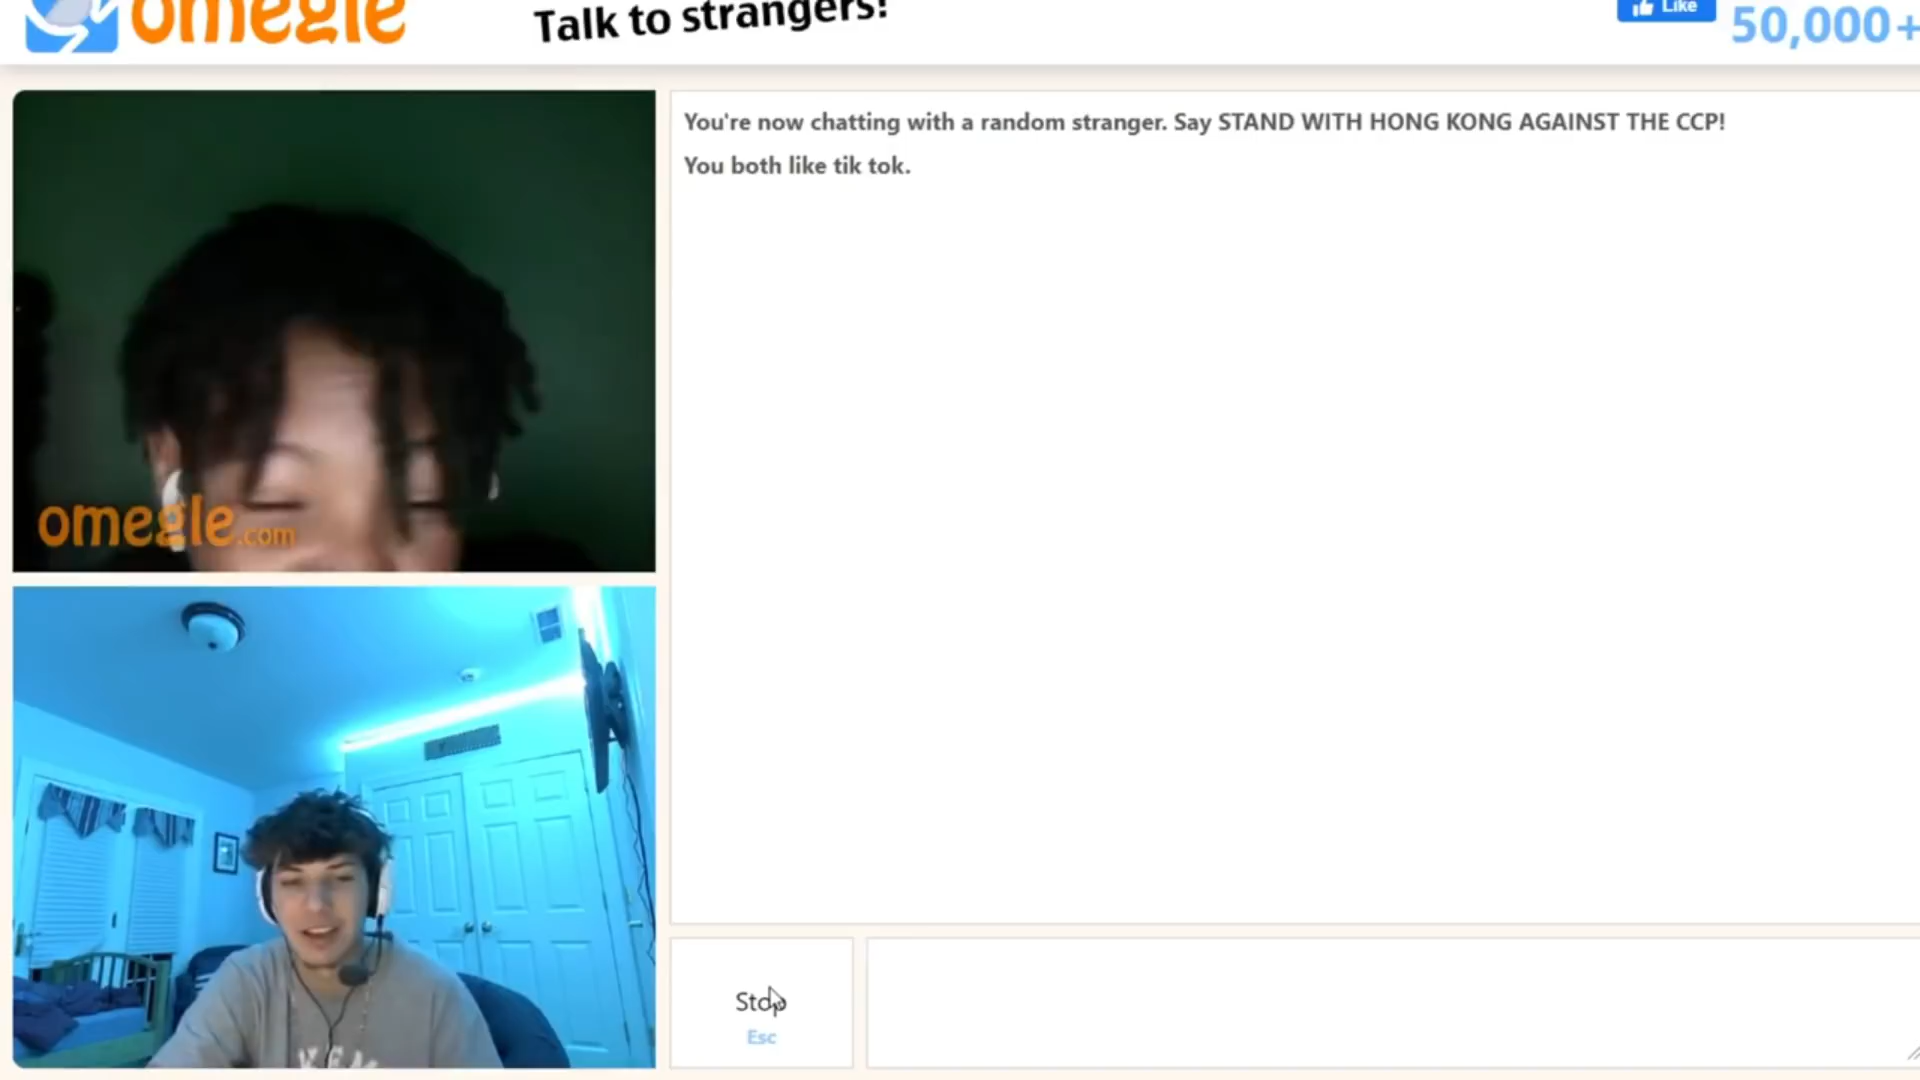 omegle
Talk to strangers!
Like
50,000+
You're now chatting with a random stranger. Say STAND WITH HONG KONG AGAINST THE CCP!
You both like tik tok.
omegle.com
Stop
Esc